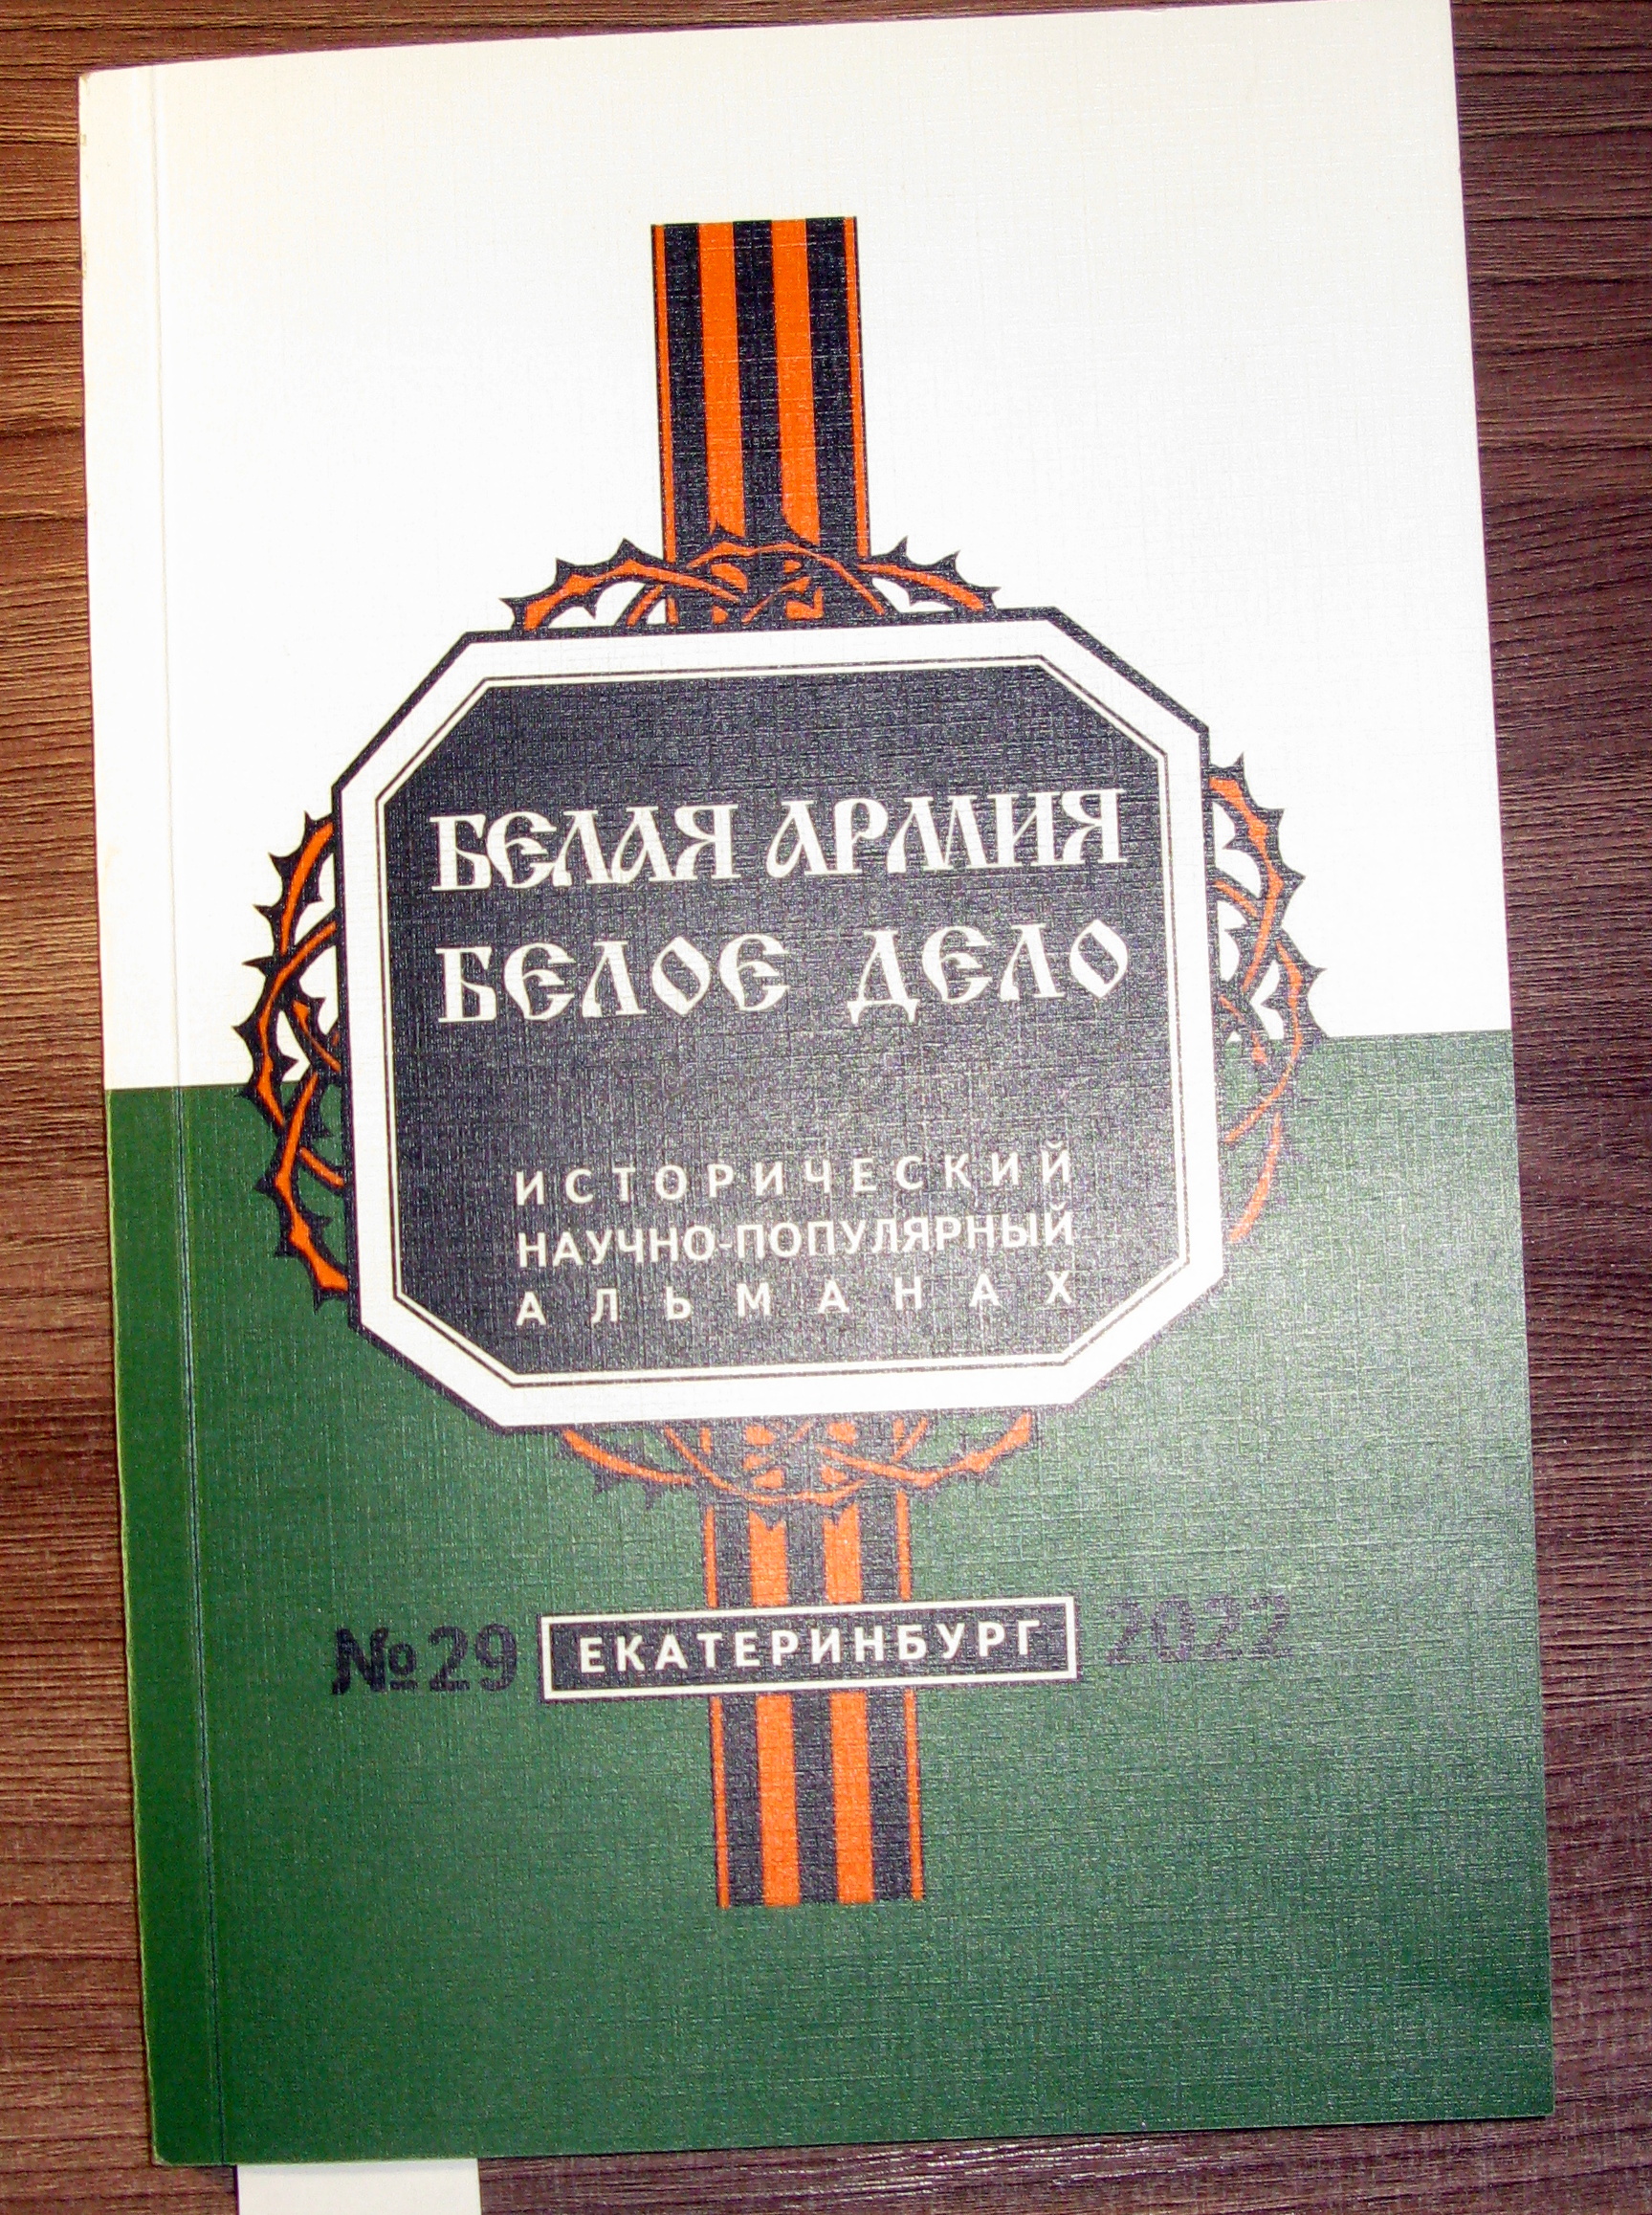 БЕЛАЯ АРМИЯ
БЕЛОЕ ДЕЛО
ИСТОРИЧЕСКИЙ
НАУЧНО-ПОПУЛЯРНЫЙ
АЛЬМАНАХ
№29 ЕКАТЕРИНБУРГ 2022